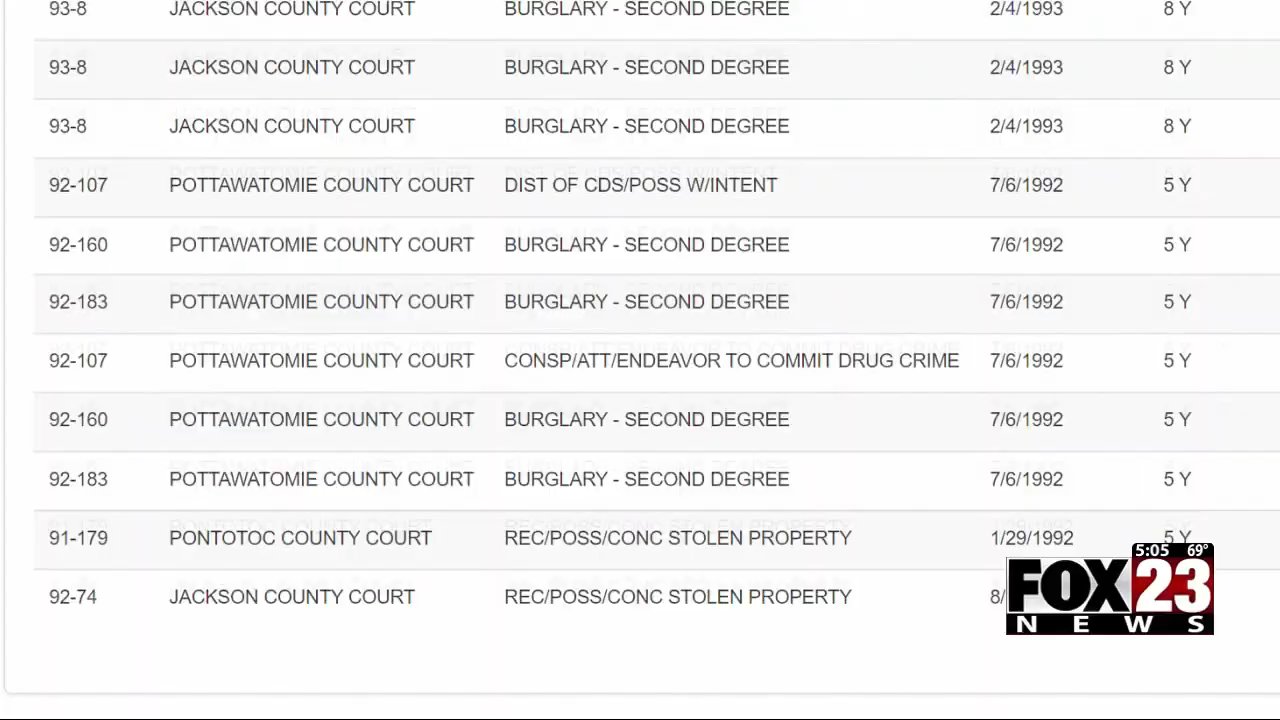 93-8 JACKSON COUNTY COURT BURGLARY - SECOND DEGREE 2/4/1993 8 Y
93-8 JACKSON COUNTY COURT BURGLARY - SECOND DEGREE 2/4/1993 8 Y
93-8 JACKSON COUNTY COURT BURGLARY - SECOND DEGREE 2/4/1993 8 Y
92-107 POTTAWATOMIE COUNTY COURT DIST OF CDS/POSS W/INTENT 7/6/1992 5 Y
92-160 POTTAWATOMIE COUNTY COURT BURGLARY - SECOND DEGREE 7/6/1992 5 Y
92-183 POTTAWATOMIE COUNTY COURT BURGLARY - SECOND DEGREE 7/6/1992 5 Y
92-107 POTTAWATOMIE COUNTY COURT CONSP/ATT/ENDEAVOR TO COMMIT DRUG CRIME 7/6/1992 5 Y
92-160 POTTAWATOMIE COUNTY COURT BURGLARY - SECOND DEGREE 7/6/1992 5 Y
92-183 POTTAWATOMIE COUNTY COURT BURGLARY - SECOND DEGREE 7/6/1992 5 Y
91-179 PONTOTOC COUNTY COURT REC/POSS/CONC STOLEN PROPERTY 1/29/1992 5 Y
92-74 JACKSON COUNTY COURT REC/POSS/CONC STOLEN PROPERTY 8/
5:05 69°
FOX 23
NEWS